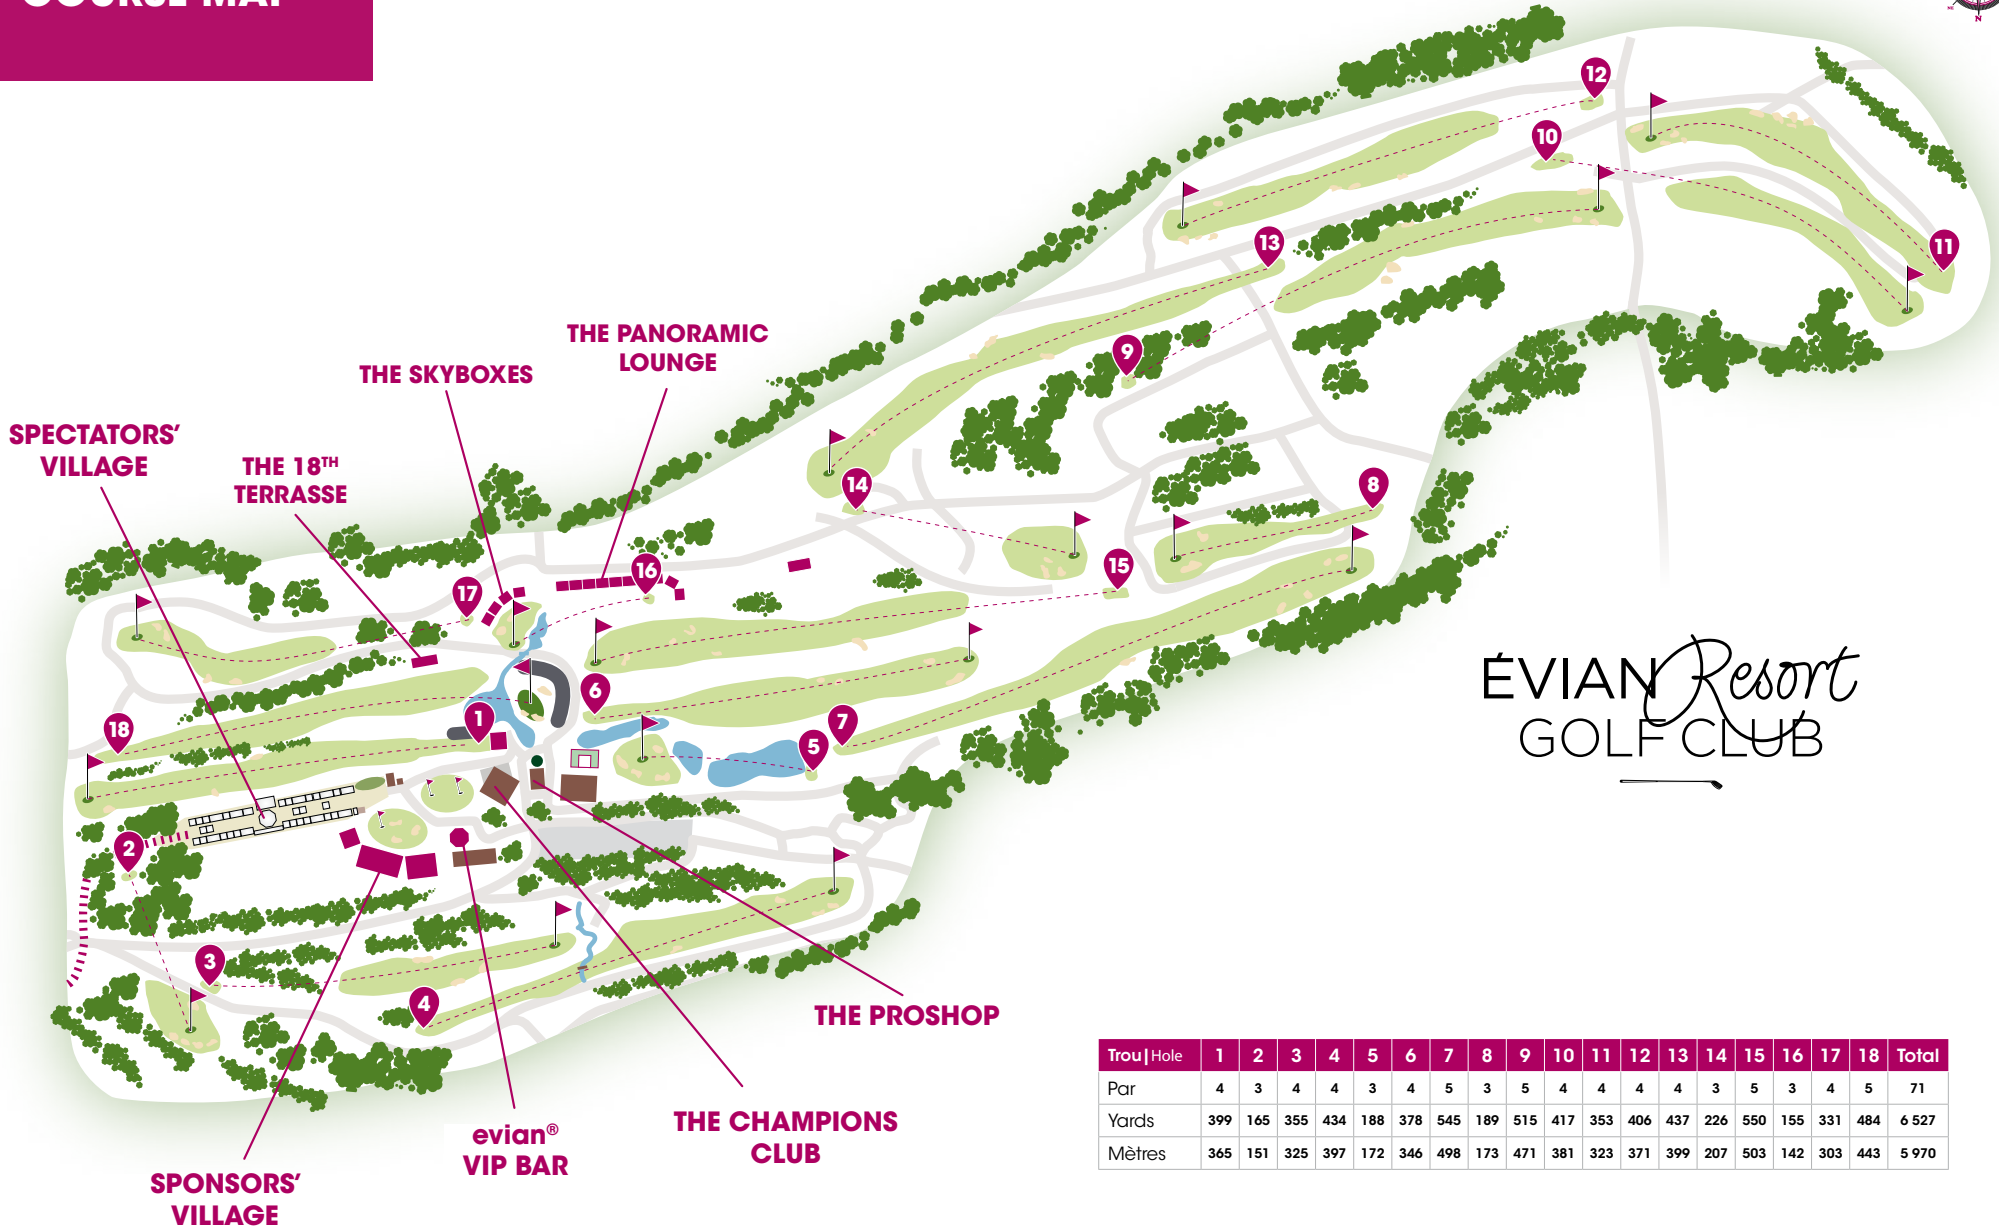 COURSE MAP
N
12
10
11
13
9
THE PANORAMIC
LOUNGE
THE SKYBOXES
SPECTATORS'
VILLAGE
THE 18TH
TERRASSE
14
8
15
16
17
6
7
5
1
18
2
3
4
ÉVIAN Resort
GOLF CLUB
THE PROSHOP
THE CHAMPIONS
CLUB
evian®
VIP BAR
SPONSORS'
VILLAGE
Trou|Hole 1 2 3 4 5 6 7 8 9 10 11 12 13 14 15 16 17 18 Total
Par 4 3 4 4 3 4 5 3 5 4 4 4 4 3 5 3 4 5 71
Yards 399 165 355 434 188 378 545 189 515 417 353 406 437 226 550 155 331 484 6 527
Mètres 365 151 325 397 172 346 498 173 471 381 323 371 399 207 503 142 303 443 5 970